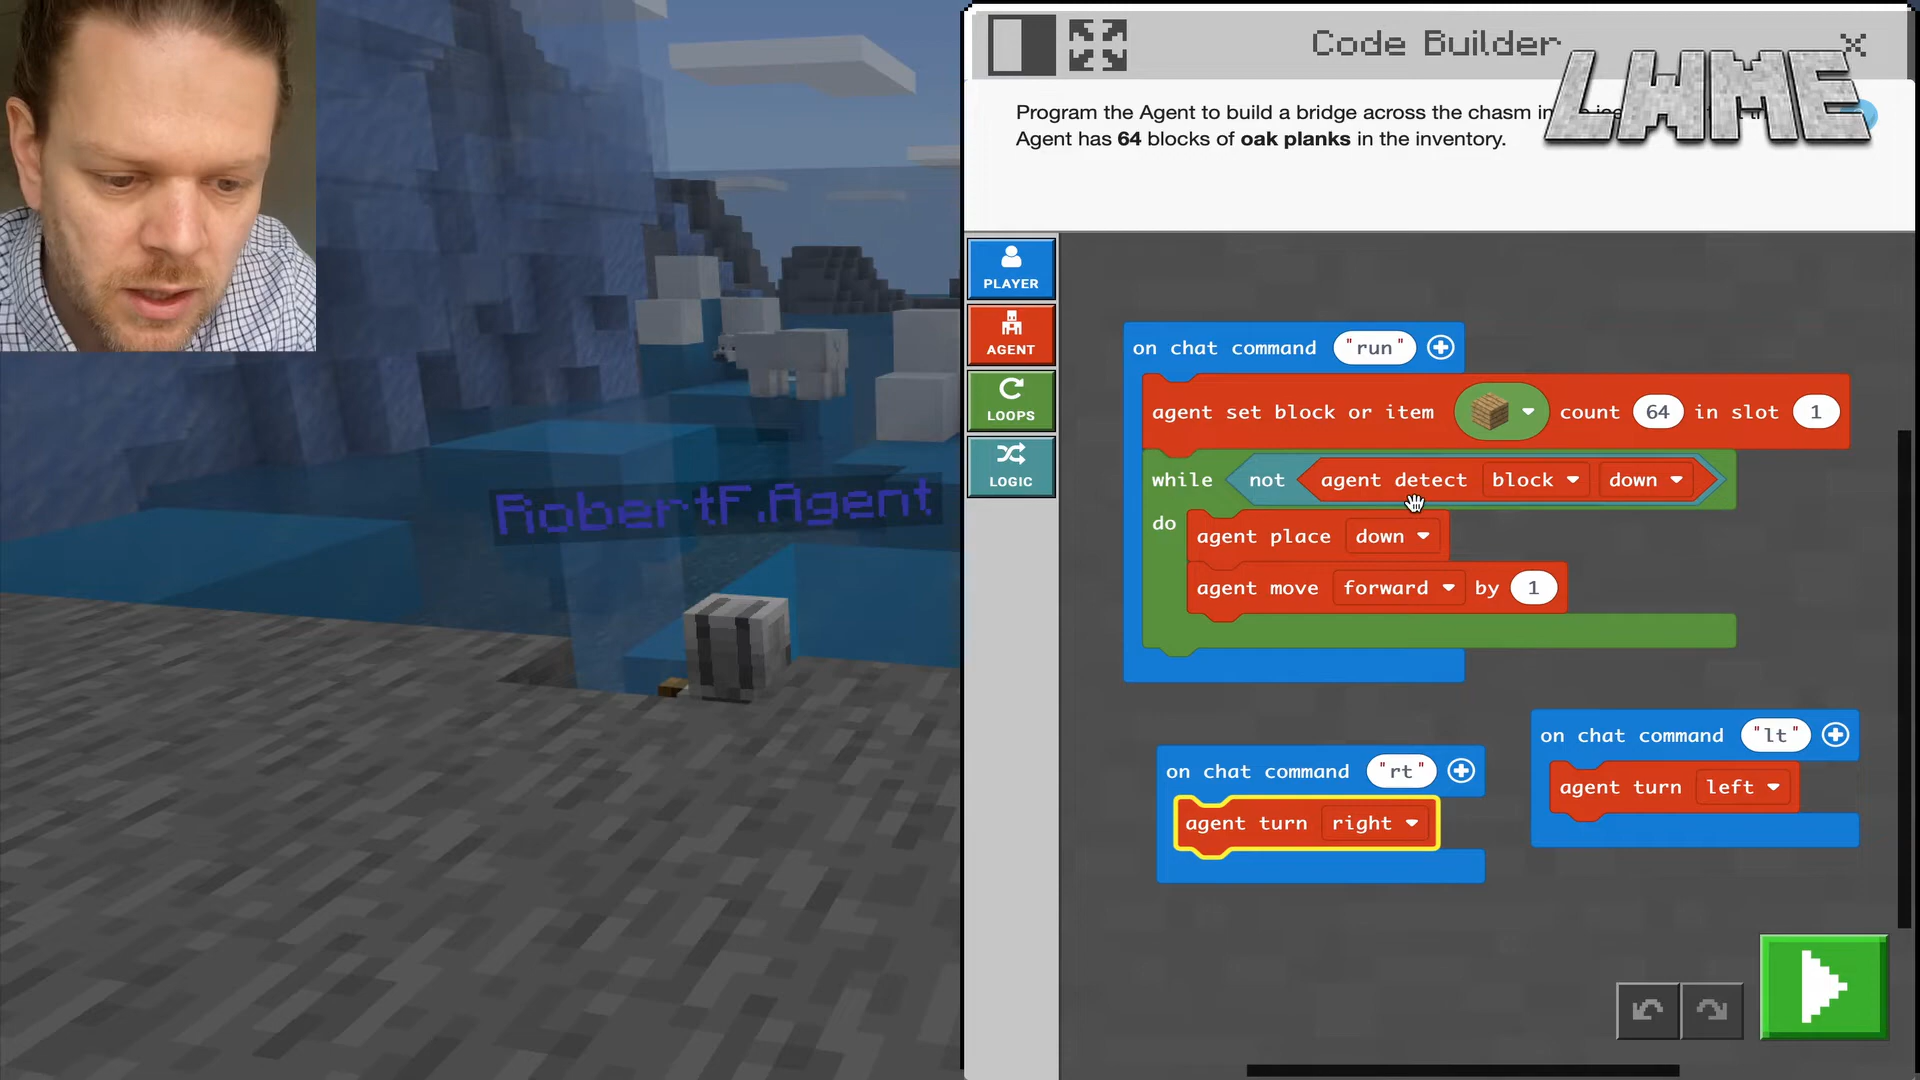 Code Builder
LWME
Program the Agent to build a bridge across the chasm in
Agent has 64 blocks of oak planks in the inventory.
PLAYER
AGENT
LOOPS
LOGIC
on chat command "run"
agent set block or item count 64 in slot 1
while not agent detect block down
do
agent place down
agent move forward by 1
on chat command "rt"
agent turn right
on chat command "lt"
agent turn left
RobertF.Agent